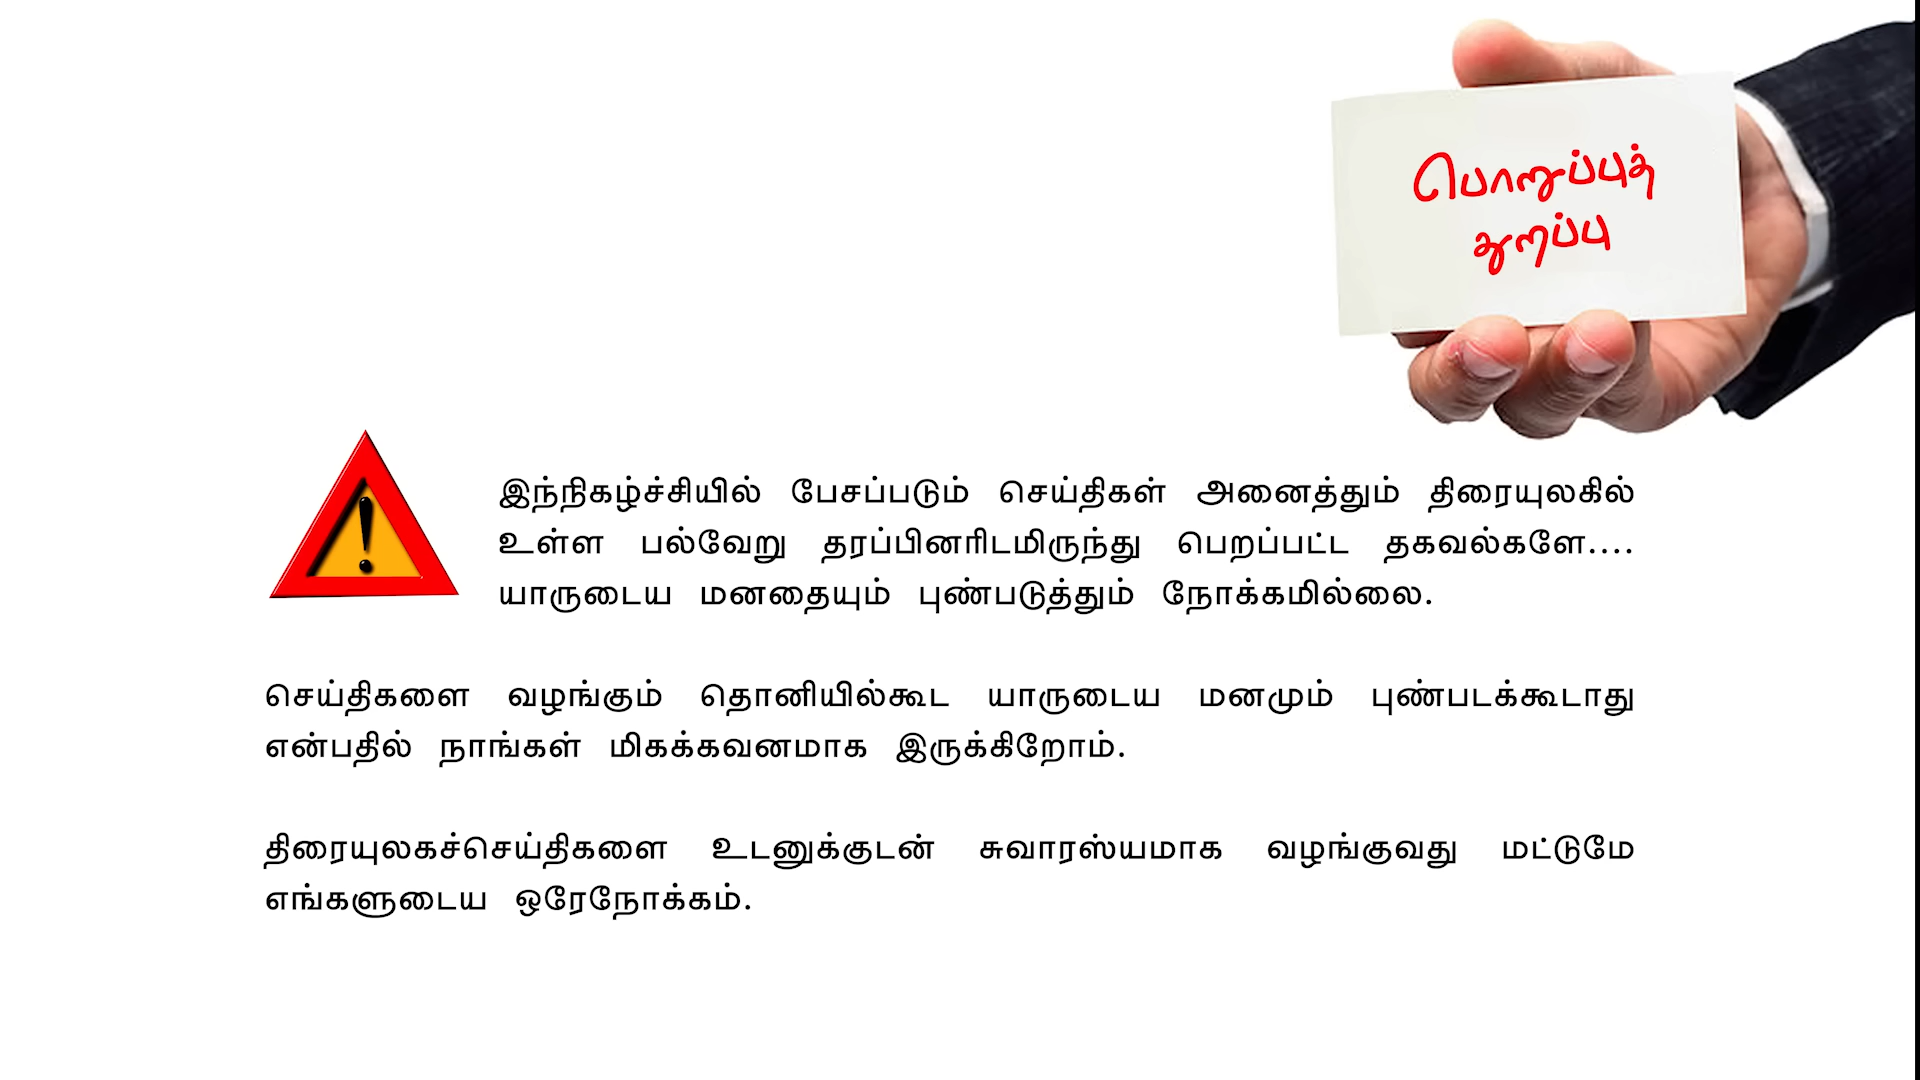 பொறுப்புத்
துறப்பு
இந்நிகழ்ச்சியில் பேசப்படும் செய்திகள் அனைத்தும் திரையுலகில்
உள்ள பல்வேறு தரப்பினரிடமிருந்து பெறப்பட்ட தகவல்களே....
யாருடைய மனதையும் புண்படுத்தும் நோக்கமில்லை.
செய்திகளை வழங்கும் தொனியில்கூட யாருடைய மனமும் புண்படக்கூடாது
என்பதில் நாங்கள் மிகக்கவனமாக இருக்கிறோம்.
திரையுலகச்செய்திகளை உடனுக்குடன் சுவாரஸ்யமாக வழங்குவது மட்டுமே
எங்களுடைய ஒரேநோக்கம்.